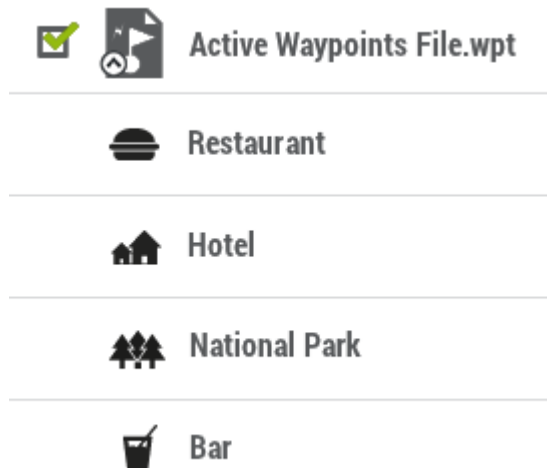 Active Waypoints File.wpt
Restaurant
Hotel
National Park
Bar